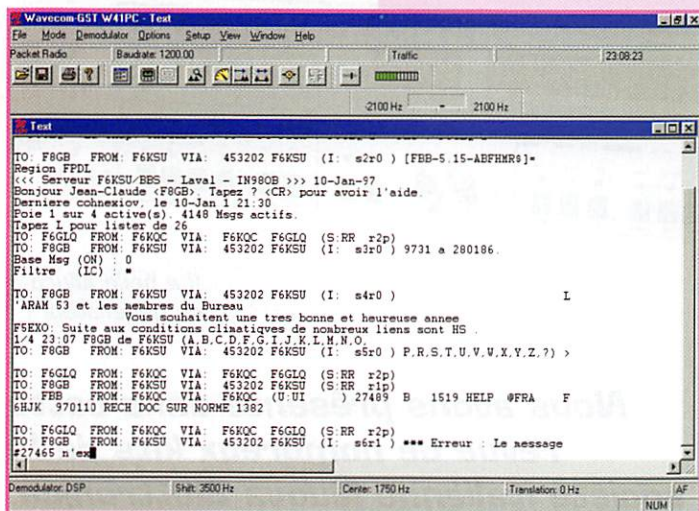 Wavecom-GST W41PC - Text
File Mode Demodulator Options Setup View Window Help
Packet Radio Baudrate: 1200.00 Traffic 23:08:23
-2100 Hz - 2100 Hz
Text
TO: F8GB FROM: F6KSU VIA: 453202 F6KSU (I: s2r0 ) [FBB-5.15-ABFHMR$]=
Region FPDL
<<< Serveur F6KSU/BBS - Laval - IN98OB >>> 10-Jan-97
Bonjour Jean-Claude <F8GB>. Tapez ? <CR> pour avoir l'aide.
Derniere cohnexiov, le 10-Jan 1 21:30
Poie 1 sur 4 active(s). 4148 Msgs actifs.
Tapez L pour lister de 26
TO: F6GLQ FROM: F6KQC VIA: F6KQC F6GLQ (S:RR r2p)
TO: F8GB FROM: F6KSU VIA: 453202 F6KSU (I: s3r0 ) 9731 a 280186.
Base Msg (ON) : 0
Filtre (LC) : =
TO: F8GB FROM: F6KSU VIA: 453202 F6KSU (I: s4r0 ) L
'ARAM 53 et les membres du Bureau
Vous souhaitent une tres bonne et heureuse annee
F5EXO: Suite aux conditions climatiqves de nombreux liens sont HS .
1/4 23:07 F8GB de F6KSU (A,B,C,D,F,G,I,J,K,L,M,N,O,
TO: F8GB FROM: F6KSU VIA: 453202 F6KSU (I: s5r0 ) P,R,S,T,U,V,W,X,Y,Z,?) >
TO: F6GLQ FROM: F6KQC VIA: F6KQC F6GLQ (S:RR r2p)
TO: F8GB FROM: F6KSU VIA: 453202 F6KSU (S:RR r1p)
TO: FBB FROM: F6KQC VIA: F6KQC (U:UI ) 27489 B 1519 HELP @FRA F
6HJK 970110 RECH.DOC SUR NORME 1382
TO: F6GLQ FROM: F6KQC VIA: F6KQC F6GLQ (S:RR r2p)
TO: F8GB FROM: F6KSU VIA: 453202 F6KSU (I: s6r1 ) *** Erreur : Le message
#27465 n'ex
Demodulator: DSP Shift: 3500 Hz Center: 1750 Hz Translation: 0 Hz AF
NUM